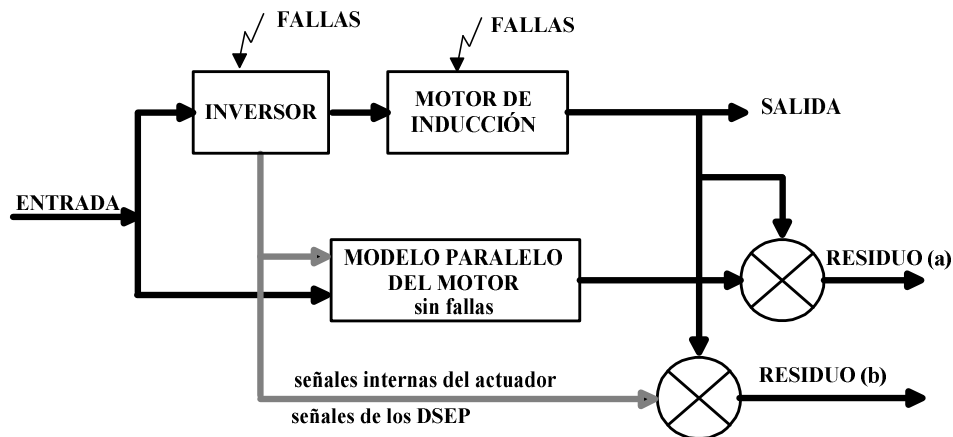 FALLAS
FALLAS
INVERSOR
MOTOR DE
INDUCCIÓN
SALIDA
ENTRADA
MODELO PARALELO
DEL MOTOR
sin fallas
RESIDUO (a)
señales internas del actuador
señales de los DSEP
RESIDUO (b)